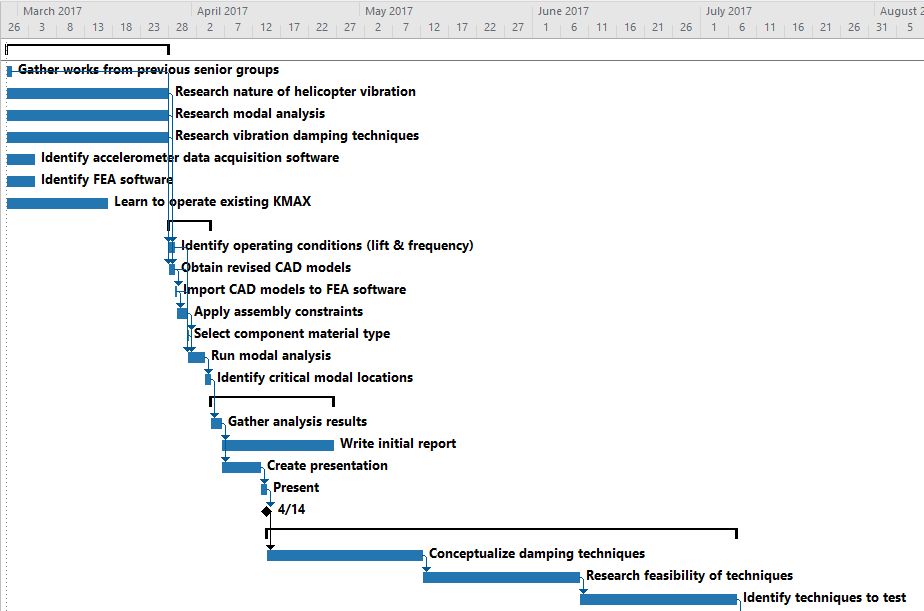 March 2017 April 2017 May 2017 June 2017 July 2017 August 2
26 3 8 13 18 23 28 2 7 12 17 22 27 2 7 12 17 22 27 1 6 11 16 21 26 1 6 11 16 21 26 31 5
Gather works from previous senior groups
Research nature of helicopter vibration
Research modal analysis
Research vibration damping techniques
Identify accelerometer data acquisition software
Identify FEA software
Learn to operate existing KMAX
Identify operating conditions (lift & frequency)
Obtain revised CAD models
Import CAD models to FEA software
Apply assembly constraints
Select component material type
Run modal analysis
Identify critical modal locations
Gather analysis results
Write initial report
Create presentation
Present
4/14
Conceptualize damping techniques
Research feasibility of techniques
Identify techniques to test